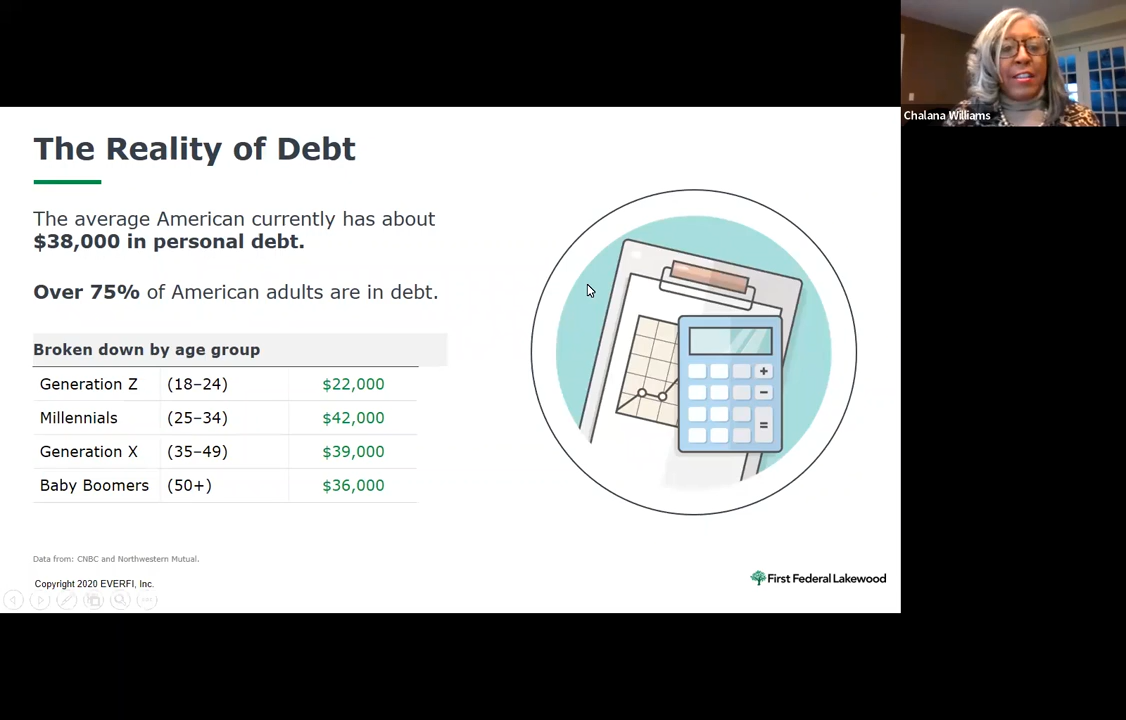 Chalana Williams
The Reality of Debt
The average American currently has about
$38,000 in personal debt.
Over 75% of American adults are in debt.
Broken down by age group
Generation Z (18–24) $22,000
Millennials (25–34) $42,000
Generation X (35–49) $39,000
Baby Boomers (50+) $36,000
+
−
=
Data from: CNBC and Northwestern Mutual.
Copyright 2020 EVERFI, Inc.
First Federal Lakewood